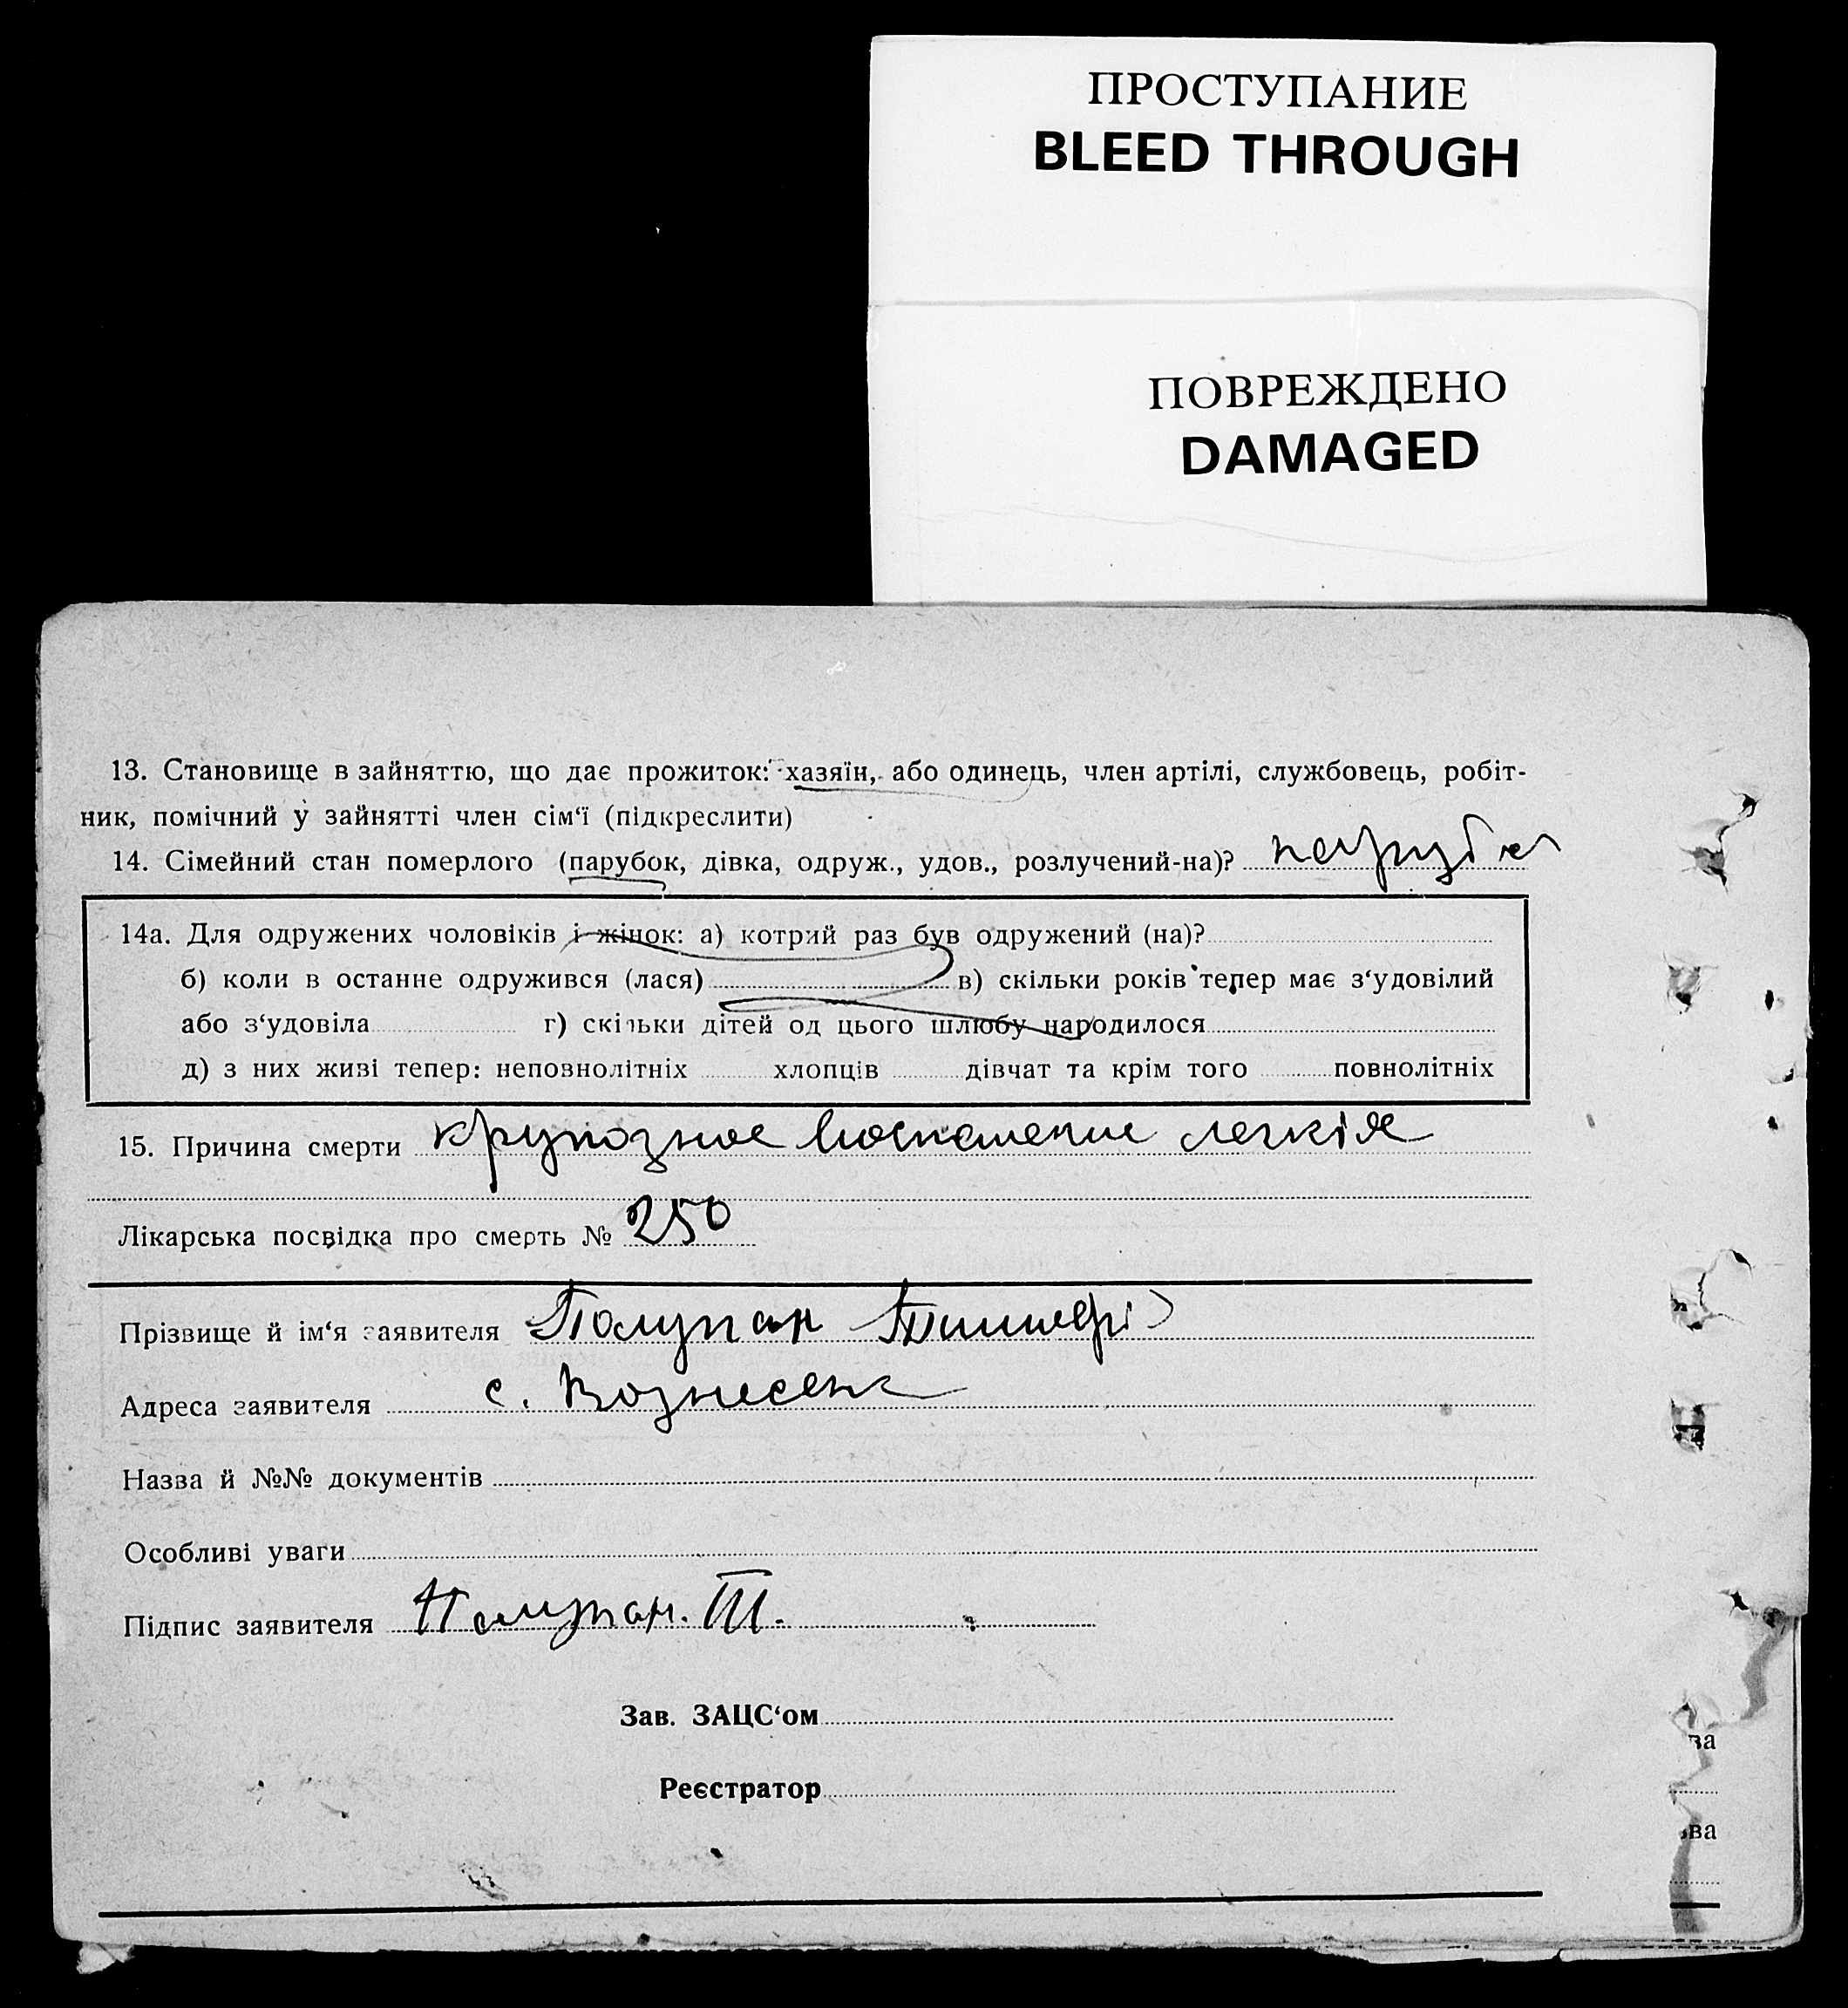 ПРОСТУПАНИЕ
BLEED THROUGH
ПОВРЕЖДЕНО
DAMAGED
13. Становище в зайняттю, що дає прожиток: хазяїн, або одинець, член артілі, службовець, робіт-
ник, помічний у зайнятті член сім‘ї (підкреслити)
14. Сімейний стан померлого (парубок, дівка, одруж., удов., розлучений-на)? парубок
14а. Для одружених чоловіків і жінок: а) котрий раз був одружений (на)?
б) коли в останнє одружився (лася) в) скільки років тепер має з‘удовілий
або з‘удовіла г) скільки дітей од цього шлюбу народилося
д) з них живі тепер: неповнолітніх хлопців дівчат та крім того повнолітніх
15. Причина смерти крупозное воспаление легкіх
Лікарська посвідка про смерть № 250
Прізвище й ім‘я заявителя Полупан
Адреса заявителя с. Вознесенк
Назва й №№ документів
Особливі уваги
Підпис заявителя Полупан. Т.
Зав. ЗАЦС‘ом
Реєстратор
ва
ва